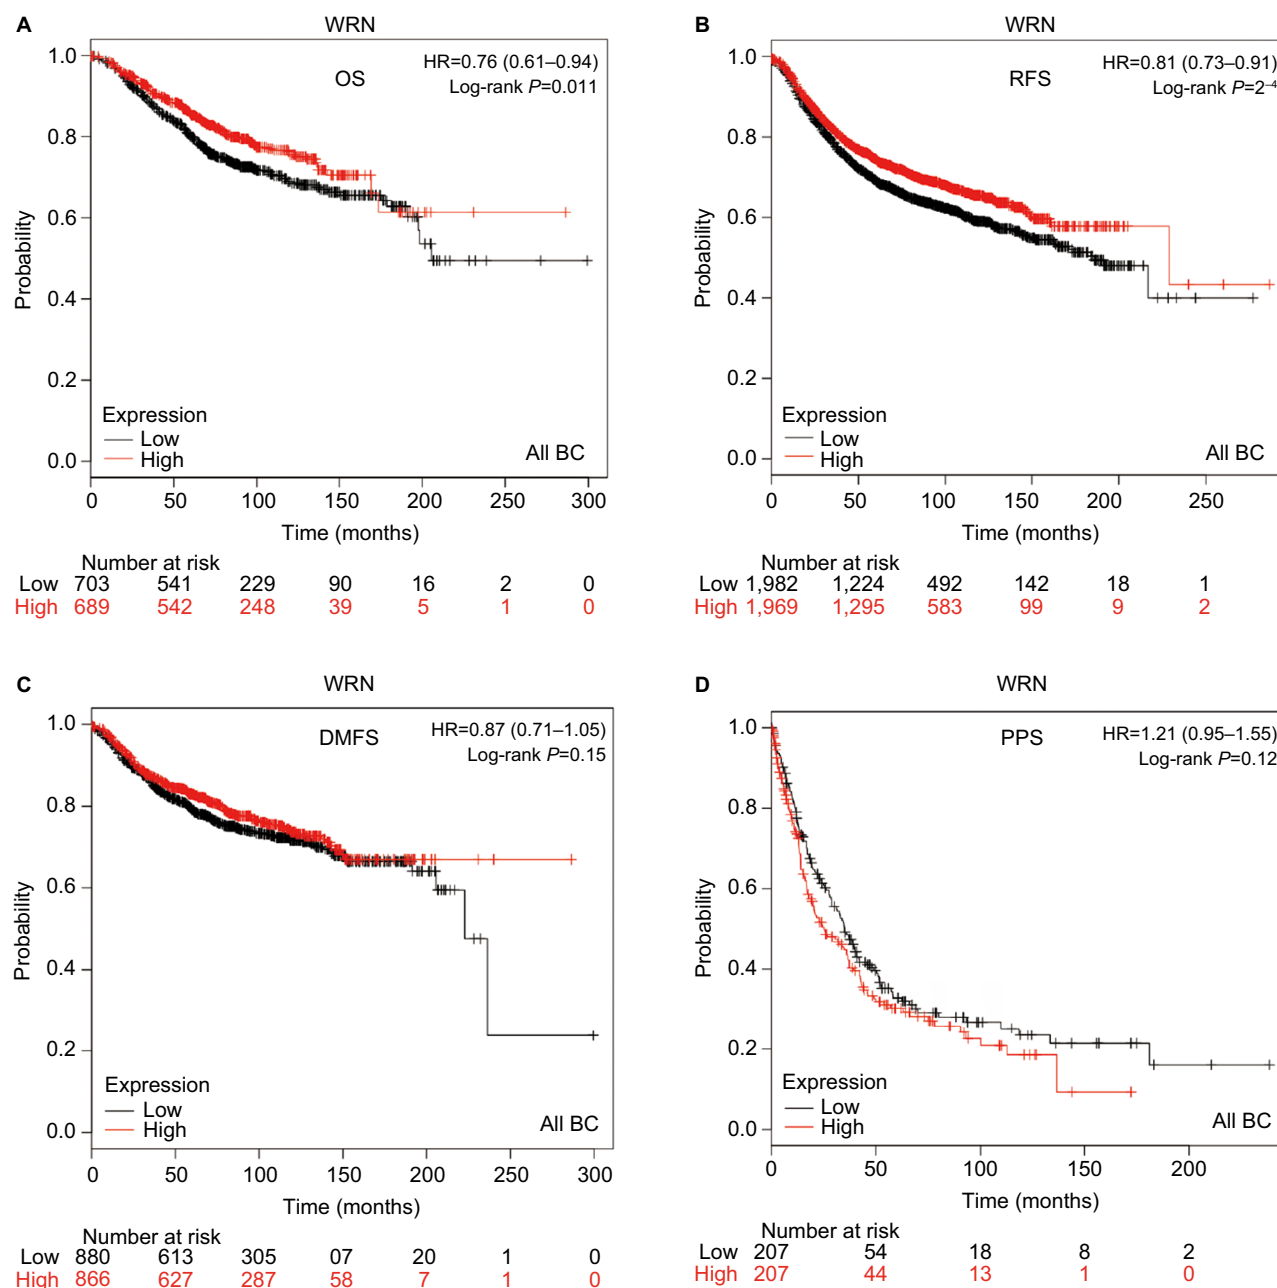 A
WRN
1.0
0.8
0.6
0.4
0.2
0.0
Probability
OS
HR=0.76 (0.61–0.94)
Log-rank P=0.011
Expression
Low
High
All BC
0 50 100 150 200 250 300
Time (months)
Number at risk
Low 703 541 229 90 16 2 0
High 689 542 248 39 5 1 0
B
WRN
1.0
0.8
0.6
0.4
0.2
0.0
Probability
RFS
HR=0.81 (0.73–0.91)
Log-rank P=2⁻⁴
Expression
Low
High
All BC
0 50 100 150 200 250
Time (months)
Number at risk
Low 1,982 1,224 492 142 18 1
High 1,969 1,295 583 99 9 2
C
WRN
1.0
0.8
0.6
0.4
0.2
0.0
Probability
DMFS
HR=0.87 (0.71–1.05)
Log-rank P=0.15
Expression
Low
High
All BC
0 50 100 150 200 250 300
Time (months)
Number at risk
Low 880 613 305 07 20 1 0
High 866 627 287 58 7 1 0
D
WRN
1.0
0.8
0.6
0.4
0.2
0.0
Probability
PPS
HR=1.21 (0.95–1.55)
Log-rank P=0.12
Expression
Low
High
All BC
0 50 100 150 200
Time (months)
Number at risk
Low 207 54 18 8 2
High 207 44 13 1 0